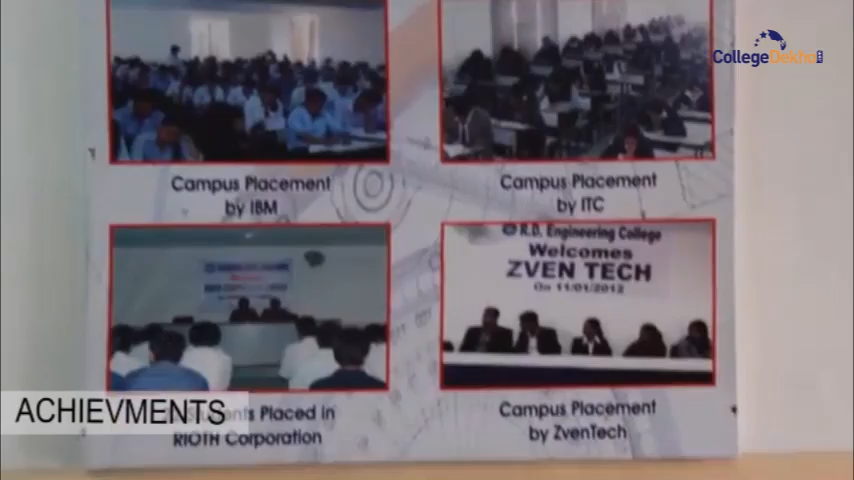 CollegeDekho
Campus Placement
by IBM
Campus Placement
by ITC
R.D. Engineering College
Welcomes
ZVEN TECH
On 11/01/2012
Students Placed in
RIOTH Corporation
Campus Placement
by ZvenTech
ACHIEVMENTS